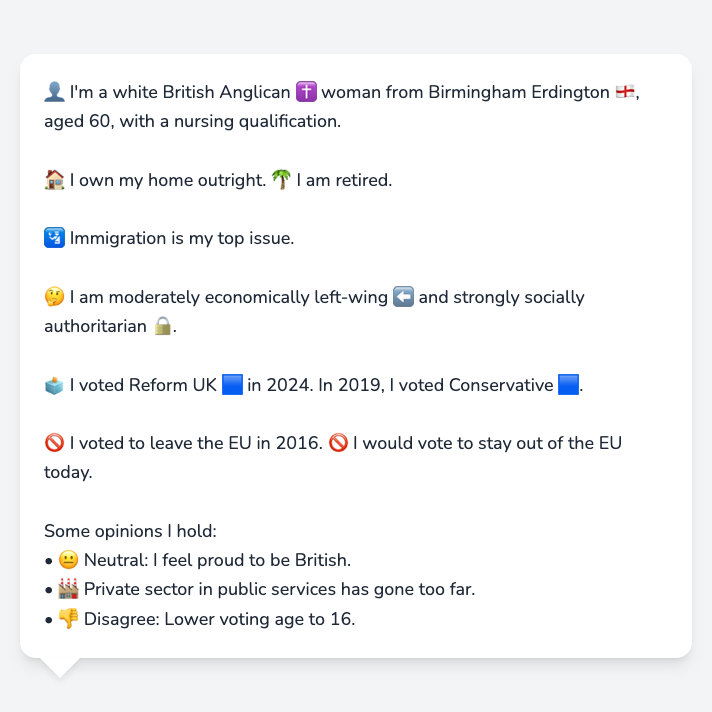 👤 I'm a white British Anglican ✝️ woman from Birmingham Erdington 🏴󠁧󠁢󠁥󠁮󠁧󠁿,
aged 60, with a nursing qualification.
🏠 I own my home outright. 🌴 I am retired.
🛂 Immigration is my top issue.
🤔 I am moderately economically left-wing ⬅️ and strongly socially
authoritarian 🔒.
🗳️ I voted Reform UK 🟦 in 2024. In 2019, I voted Conservative 🟦.
🚫 I voted to leave the EU in 2016. 🚫 I would vote to stay out of the EU
today.
Some opinions I hold:
• 😐 Neutral: I feel proud to be British.
• 🏭 Private sector in public services has gone too far.
• 👎 Disagree: Lower voting age to 16.